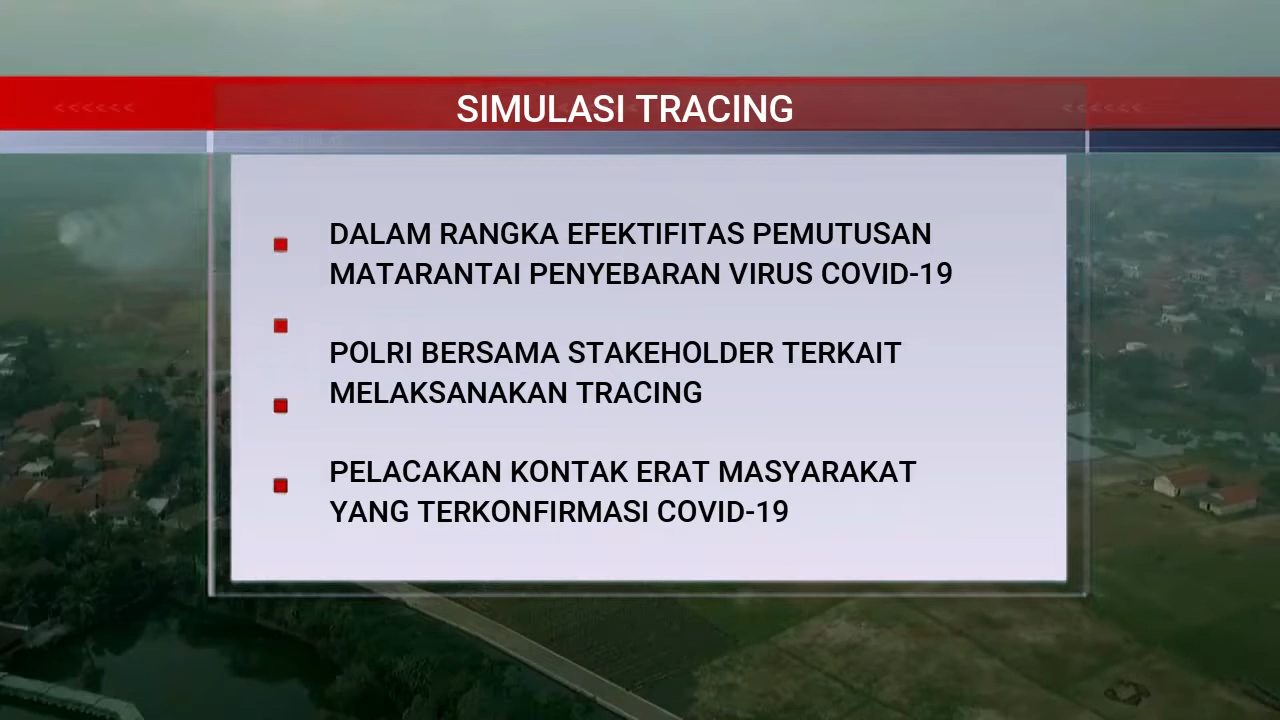 SIMULASI TRACING
DALAM RANGKA EFEKTIFITAS PEMUTUSAN
MATARANTAI PENYEBARAN VIRUS COVID-19
POLRI BERSAMA STAKEHOLDER TERKAIT
MELAKSANAKAN TRACING
PELACAKAN KONTAK ERAT MASYARAKAT
YANG TERKONFIRMASI COVID-19